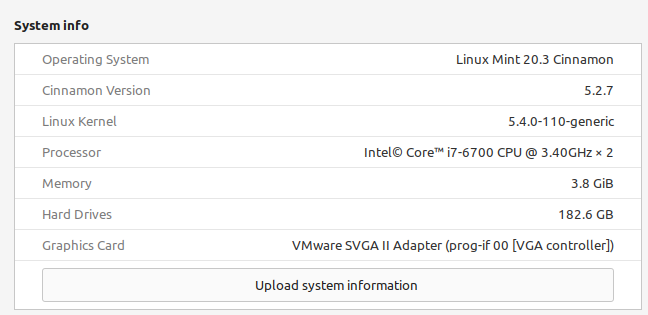 System info
Operating System Linux Mint 20.3 Cinnamon
Cinnamon Version 5.2.7
Linux Kernel 5.4.0-110-generic
Processor Intel© Core™ i7-6700 CPU @ 3.40GHz × 2
Memory 3.8 GiB
Hard Drives 182.6 GB
Graphics Card VMware SVGA II Adapter (prog-if 00 [VGA controller])
Upload system information